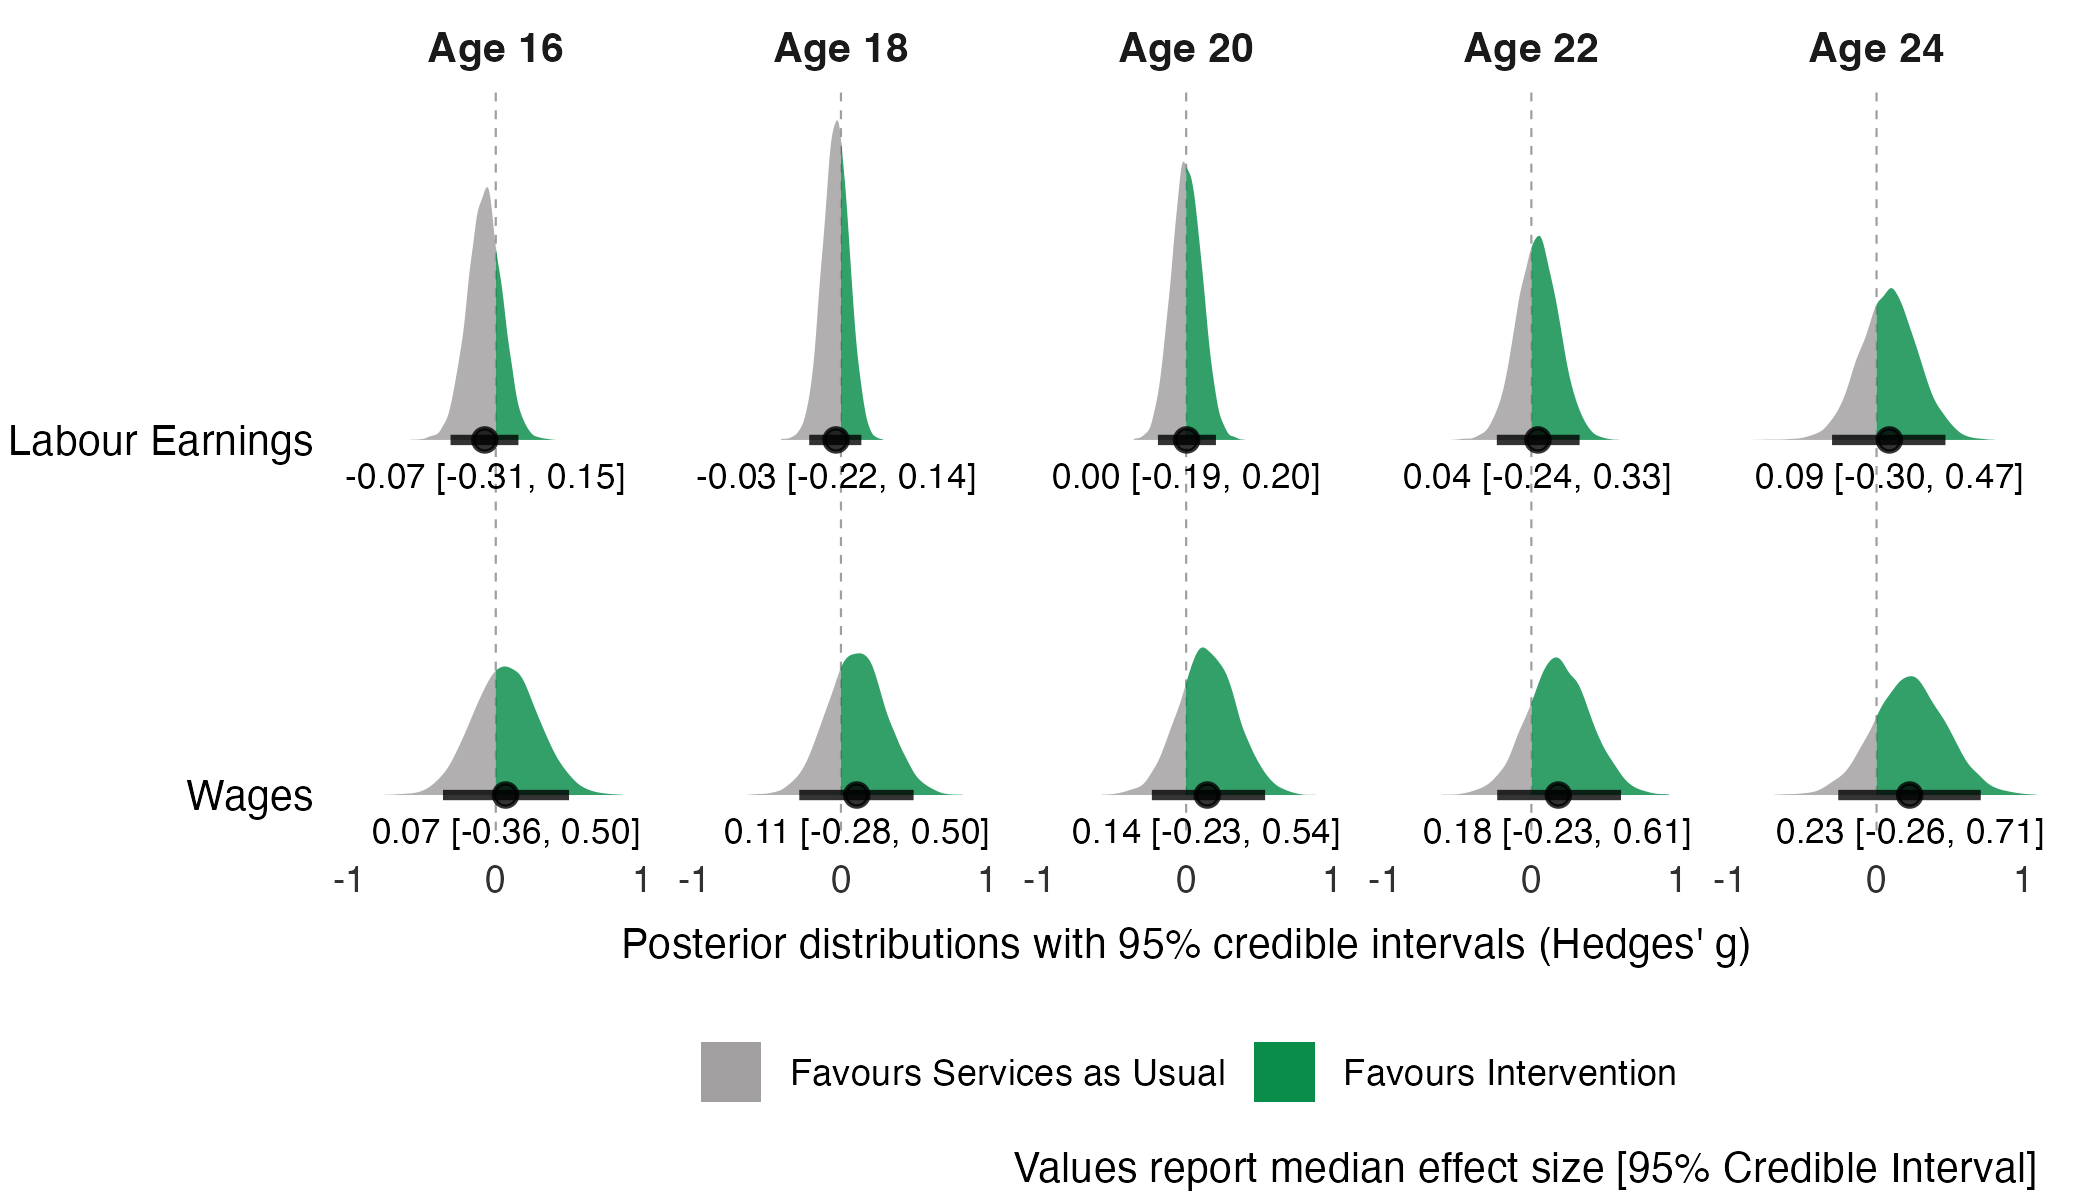 Age 16 Age 18 Age 20 Age 22 Age 24
Labour Earnings
-0.07 [-0.31, 0.15] -0.03 [-0.22, 0.14] 0.00 [-0.19, 0.20] 0.04 [-0.24, 0.33] 0.09 [-0.30, 0.47]
Wages
0.07 [-0.36, 0.50] 0.11 [-0.28, 0.50] 0.14 [-0.23, 0.54] 0.18 [-0.23, 0.61] 0.23 [-0.26, 0.71]
-1 0 1 -1 0 1 -1 0 1 -1 0 1 -1 0 1
Posterior distributions with 95% credible intervals (Hedges' g)
Favours Services as Usual Favours Intervention
Values report median effect size [95% Credible Interval]